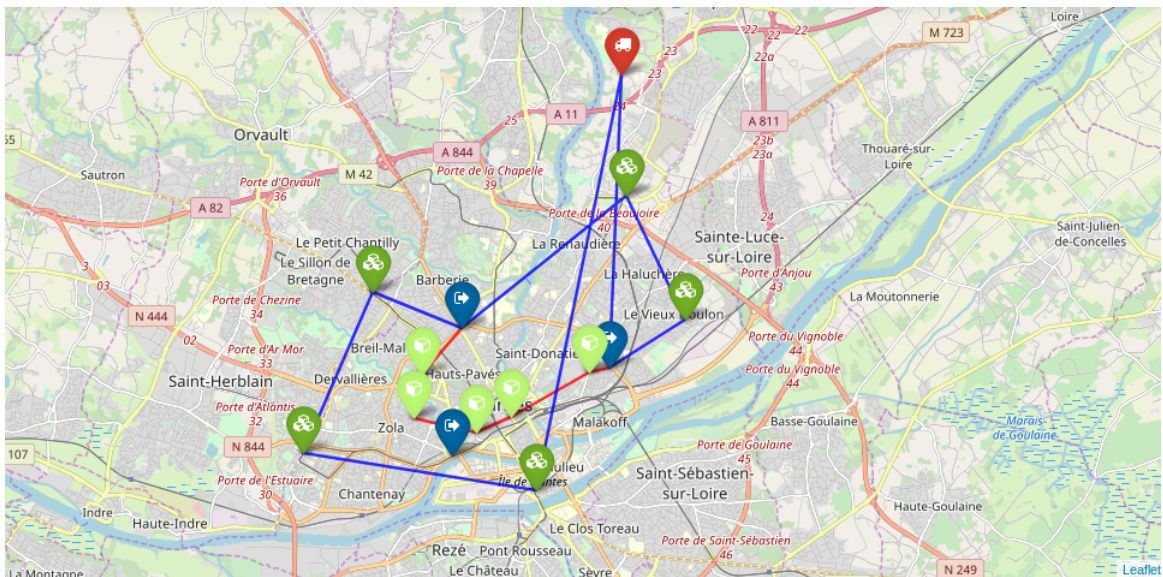 Loire
M 723
22
22
22
22a
23
23
24
A 11
25
A 811
23b
23a
65
Orvault
A 844
Porte de la Chapelle
39
Thouaré-sur-
Loire
Sautron
Porte d'Orvault
36
M 42
A 82
Porte de la Beaujoire
40
24
Saint-Julien-
de-Concelles
Le Petit Chantilly
Le Sillon de
Bretagne
La Renaudière
Sainte-Luce-
sur-Loire
Barberie
La Haluchère
Porte d'Anjou
43
03
Porte de Chezine
34
La Moutonnerie
N 444
Le Vieux Doulon
02
Porte d'Ar Mor
33
Breil-Mal
Saint-Donatie
Porte du Vignoble
44
Porte du Vignoble
44
Saint-Herblain
Dervallières
Hauts-Pavés
Porte d'Atlantis
32
Zola
Malakoff
Basse-Goulaine
Marais
de Goulaine
N 844
107
Porte de Goulaine
45
Porte de l'Estuaire
30
ulieu
Île de Nantes
Saint-Sébastien-
sur-Loire
Chantenay
Indre
Haute-Indre
Haute-Goulaine
Le Clos Toreau
Rezé
Pont-Rousseau
Porte de Saint-Sébastien
46
Le Château
Sèvre
N 249
La Montagne
Leaflet